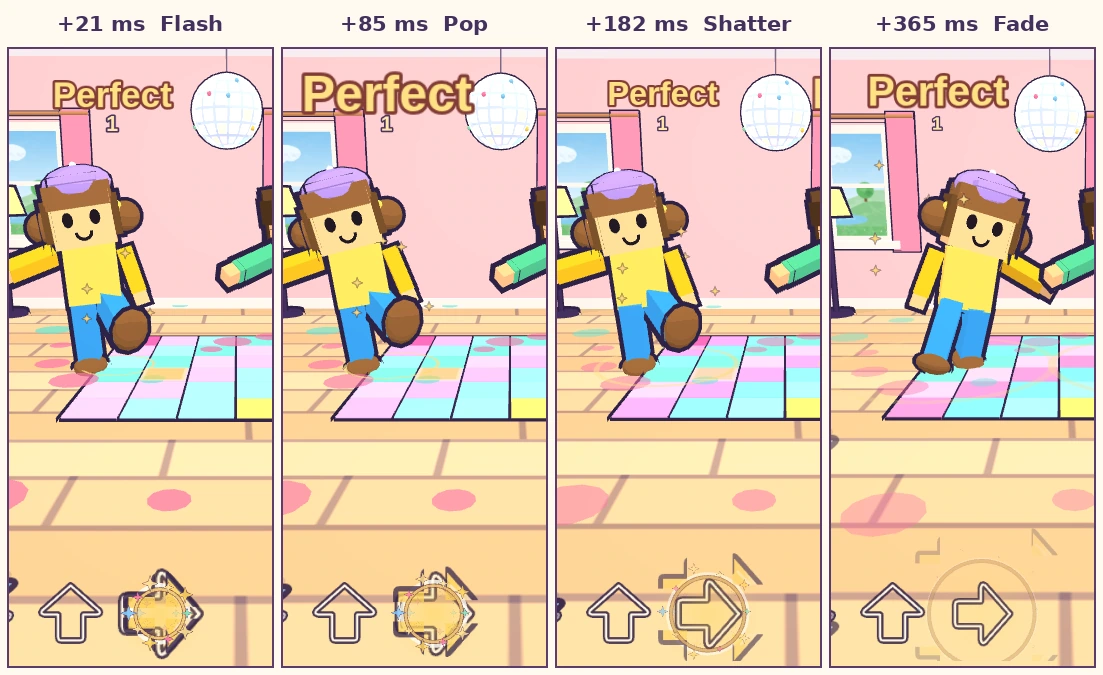 +21 ms Flash
+85 ms Pop
+182 ms Shatter
+365 ms Fade
Perfect
1
Perfect
1
Perfect
1
Perfect
1